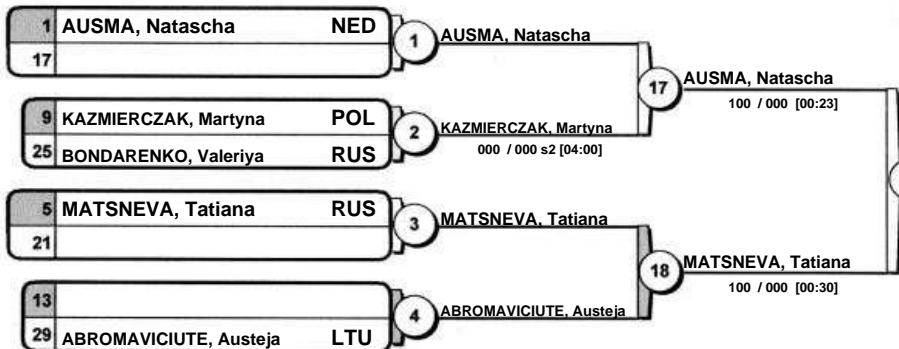 1 AUSMA, Natascha NED
17
1
AUSMA, Natascha
9 KAZMIERCZAK, Martyna POL
25 BONDARENKO, Valeriya RUS
2
KAZMIERCZAK, Martyna
000 / 000 s2 [04:00]
17
AUSMA, Natascha
100 / 000 [00:23]
5 MATSNEVA, Tatiana RUS
21
3
MATSNEVA, Tatiana
13
29 ABROMAVICIUTE, Austeja LTU
4
ABROMAVICIUTE, Austeja
18
MATSNEVA, Tatiana
100 / 000 [00:30]